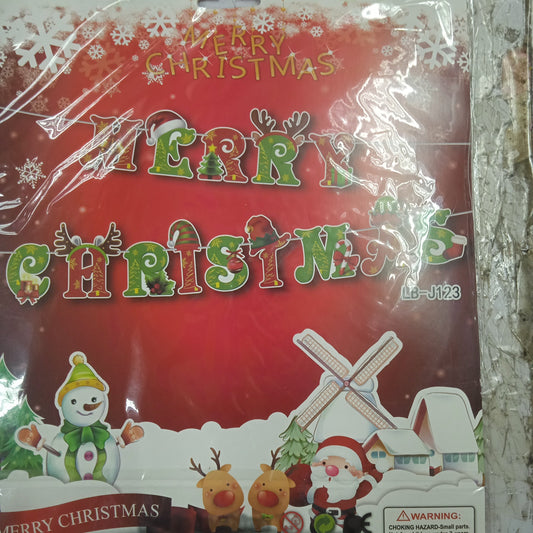 MERRY
CHRISTMAS
MERRY
CHRISTMAS
LB-J123
MERRY CHRISTMAS
WARNING:
CHOKING HAZARD-Small parts